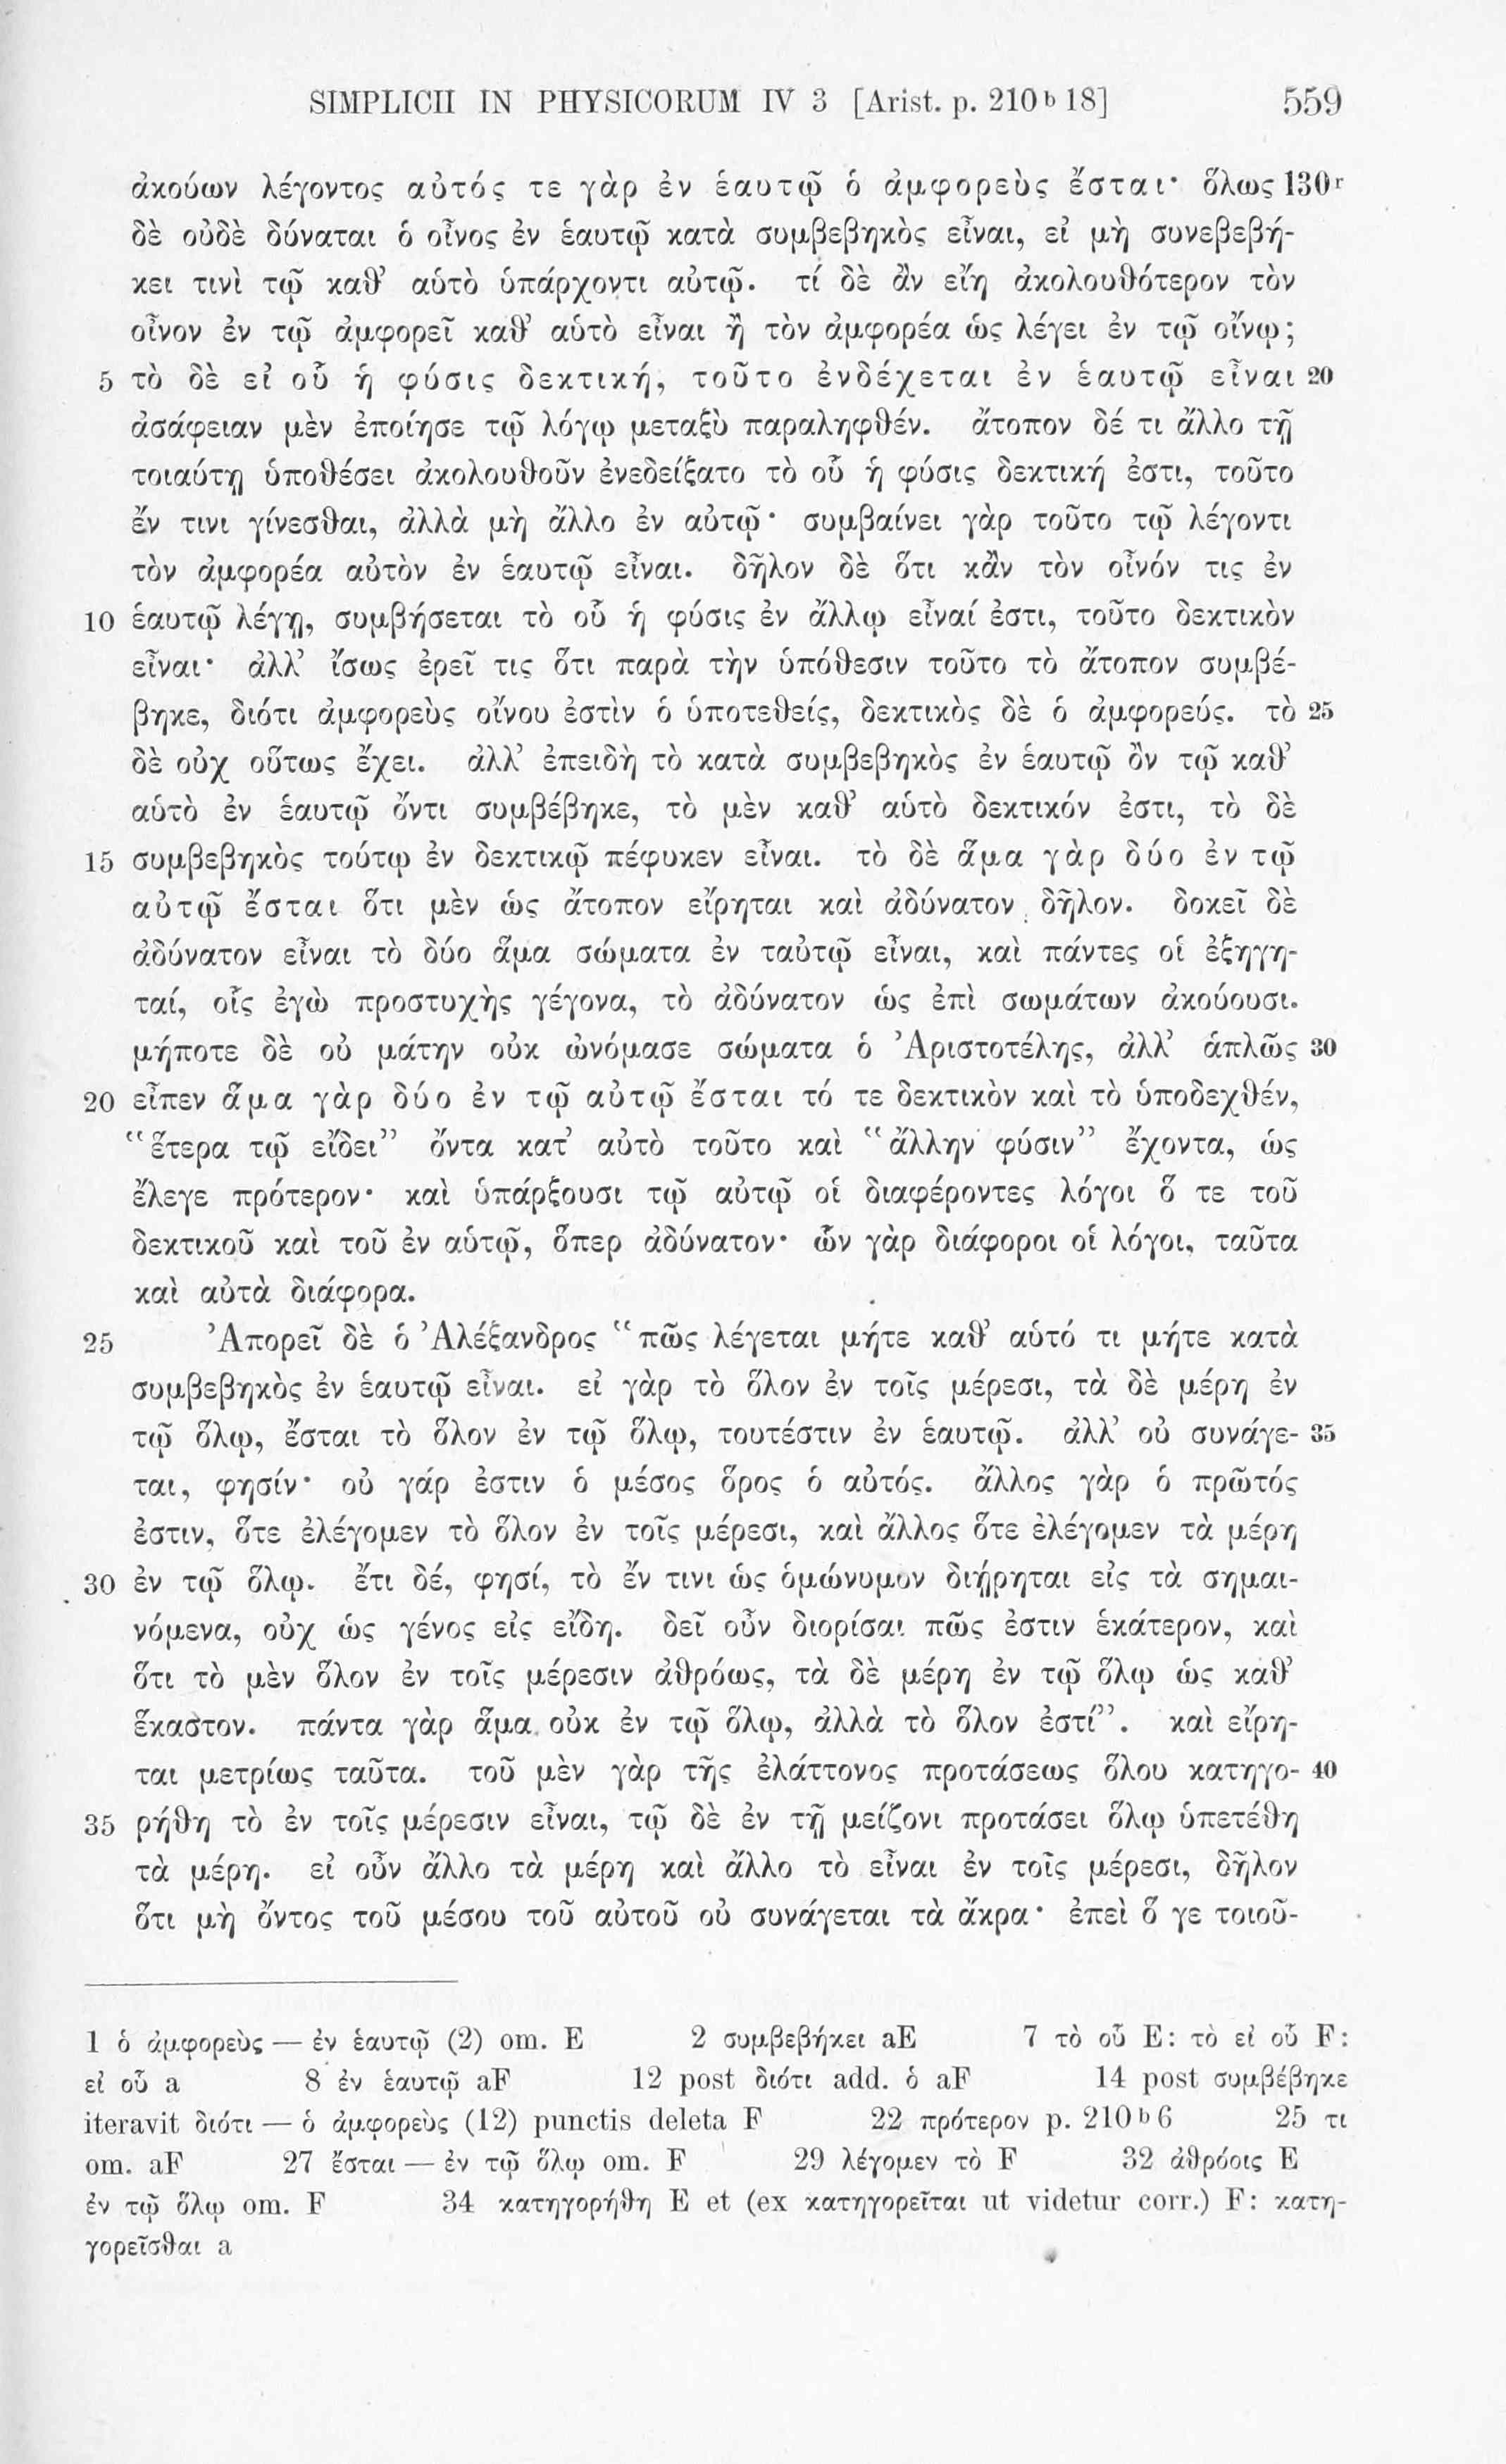 SIMPLICII IN PHYSICORUM IV 3 [Arist. p. 210ᵇ 18] 559
ἀκούων λέγοντος αὐτός τε γὰρ ἐν ἑαυτῷ ὁ ἀμφορεὺς ἔσται· ὅλως 130ʳ
δὲ οὐδὲ δύναται ὁ οἶνος ἐν ἑαυτῷ κατὰ συμβεβηκὸς εἶναι, εἰ μὴ συνεβεβή-
κει τινὶ τῷ καθ’ αὑτὸ ὑπάρχοντι αὐτῷ. τί δὲ ἂν εἴη ἀκολουθότερον τὸν
οἶνον ἐν τῷ ἀμφορεῖ καθ’ αὑτὸ εἶναι ἢ τὸν ἀμφορέα ὡς λέγει ἐν τῷ οἴνῳ;
5 τὸ δὲ εἰ οὗ ἡ φύσις δεκτική, τοῦτο ἐνδέχεται ἐν ἑαυτῷ εἶναι 20
ἀσάφειαν μὲν ἐποίησε τῷ λόγῳ μεταξὺ παραληφθέν. ἄτοπον δέ τι ἄλλο τῇ
τοιαύτῃ ὑποθέσει ἀκολουθοῦν ἐνεδείξατο τὸ οὗ ἡ φύσις δεκτική ἐστι, τοῦτο
ἔν τινι γίνεσθαι, ἀλλὰ μὴ ἄλλο ἐν αὐτῷ· συμβαίνει γὰρ τοῦτο τῷ λέγοντι
τὸν ἀμφορέα αὐτὸν ἐν ἑαυτῷ εἶναι. δῆλον δὲ ὅτι κἂν τὸν οἶνόν τις ἐν
10 ἑαυτῷ λέγῃ, συμβήσεται τὸ οὗ ἡ φύσις ἐν ἄλλῳ εἶναί ἐστι, τοῦτο δεκτικὸν
εἶναι· ἀλλ’ ἴσως ἐρεῖ τις ὅτι παρὰ τὴν ὑπόθεσιν τοῦτο τὸ ἄτοπον συμβέ-
βηκε, διότι ἀμφορεὺς οἴνου ἐστὶν ὁ ὑποτεθείς, δεκτικὸς δὲ ὁ ἀμφορεύς. τὸ 25
δὲ οὐχ οὕτως ἔχει. ἀλλ’ ἐπειδὴ τὸ κατὰ συμβεβηκὸς ἐν ἑαυτῷ ὂν τῷ καθ’
αὑτὸ ἐν ἑαυτῷ ὄντι συμβέβηκε, τὸ μὲν καθ’ αὑτὸ δεκτικόν ἐστι, τὸ δὲ
15 συμβεβηκὸς τούτῳ ἐν δεκτικῷ πέφυκεν εἶναι. τὸ δὲ ἅμα γὰρ δύο ἐν τῷ
αὐτῷ ἔσται ὅτι μὲν ὡς ἄτοπον εἴρηται καὶ ἀδύνατον, δῆλον. δοκεῖ δὲ
ἀδύνατον εἶναι τὸ δύο ἅμα σώματα ἐν ταὐτῷ εἶναι, καὶ πάντες οἱ ἐξηγη-
ταί, οἷς ἐγὼ προστυχὴς γέγονα, τὸ ἀδύνατον ὡς ἐπὶ σωμάτων ἀκούουσι.
μήποτε δὲ οὐ μάτην οὐκ ὠνόμασε σώματα ὁ Ἀριστοτέλης, ἀλλ’ ἁπλῶς 30
20 εἶπεν ἅμα γὰρ δύο ἐν τῷ αὐτῷ ἔσται τό τε δεκτικὸν καὶ τὸ ὑποδεχθέν,
“ἕτερα τῷ εἴδει” ὄντα κατ’ αὐτὸ τοῦτο καὶ “ἄλλην φύσιν” ἔχοντα, ὡς
ἔλεγε πρότερον· καὶ ὑπάρξουσι τῷ αὐτῷ οἱ διαφέροντες λόγοι ὅ τε τοῦ
δεκτικοῦ καὶ τοῦ ἐν αὑτῷ, ὅπερ ἀδύνατον· ὧν γὰρ διάφοροι οἱ λόγοι, ταῦτα
καὶ αὐτὰ διάφορα.
25 Ἀπορεῖ δὲ ὁ Ἀλέξανδρος “πῶς λέγεται μήτε καθ’ αὑτό τι μήτε κατὰ
συμβεβηκὸς ἐν ἑαυτῷ εἶναι. εἰ γὰρ τὸ ὅλον ἐν τοῖς μέρεσι, τὰ δὲ μέρη ἐν
τῷ ὅλῳ, ἔσται τὸ ὅλον ἐν τῷ ὅλῳ, τουτέστιν ἐν ἑαυτῷ. ἀλλ’ οὐ συνάγε- 35
ται, φησίν· οὐ γάρ ἐστιν ὁ μέσος ὅρος ὁ αὐτός. ἄλλος γὰρ ὁ πρῶτός
ἐστιν, ὅτε ἐλέγομεν τὸ ὅλον ἐν τοῖς μέρεσι, καὶ ἄλλος ὅτε ἐλέγομεν τὰ μέρη
30 ἐν τῷ ὅλῳ. ἔτι δέ, φησί, τὸ ἔν τινι ὡς ὁμώνυμον διῄρηται εἰς τὰ σημαι-
νόμενα, οὐχ ὡς γένος εἰς εἴδη. δεῖ οὖν διορίσαι πῶς ἐστιν ἑκάτερον, καὶ
ὅτι τὸ μὲν ὅλον ἐν τοῖς μέρεσιν ἀθρόως, τὰ δὲ μέρη ἐν τῷ ὅλῳ ὡς καθ’
ἕκαστον. πάντα γὰρ ἅμα οὐκ ἐν τῷ ὅλῳ, ἀλλὰ τὸ ὅλον ἐστί”. καὶ εἴρη-
ται μετρίως ταῦτα. τοῦ μὲν γὰρ τῆς ἐλάττονος προτάσεως ὅλου κατηγο- 40
35 ρήθη τὸ ἐν τοῖς μέρεσιν εἶναι, τῷ δὲ ἐν τῇ μείζονι προτάσει ὅλῳ ὑπετέθη
τὰ μέρη. εἰ οὖν ἄλλο τὰ μέρη καὶ ἄλλο τὸ εἶναι ἐν τοῖς μέρεσι, δῆλον
ὅτι μὴ ὄντος τοῦ μέσου τοῦ αὐτοῦ οὐ συνάγεται τὰ ἄκρα· ἐπεὶ ὅ γε τοιοῦ-
1 ὁ ἀμφορεὺς — ἐν ἑαυτῷ (2) om. E 2 συμβεβήκει aE 7 τὸ οὗ E: τὸ εἰ οὗ F:
εἰ οὗ a 8 ἐν ἑαυτῷ aF 12 post διότι add. ὁ aF 14 post συμβέβηκε
iteravit διότι — ὁ ἀμφορεὺς (12) punctis deleta F 22 πρότερον p. 210ᵇ 6 25 τι
om. aF 27 ἔσται — ἐν τῷ ὅλῳ om. F 29 λέγομεν τὸ F 32 ἀθρόοις E
ἐν τῷ ὅλῳ om. F 34 κατηγορήθη E et (ex κατηγορεῖται ut videtur corr.) F: κατη-
γορεῖσθαι a